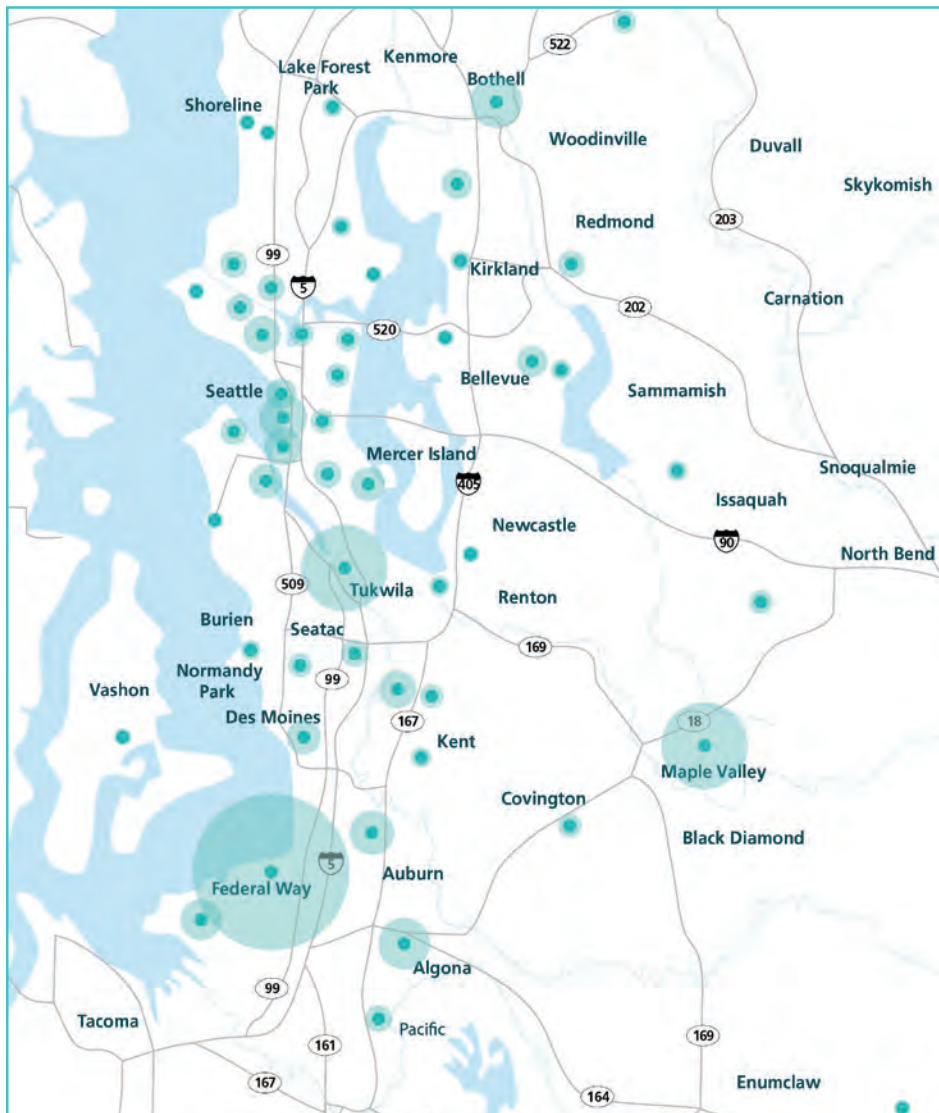 522
Kenmore
Lake Forest
Park
Bothell
Shoreline
Woodinville
Duvall
Skykomish
203
Redmond
99
Kirkland
5
Carnation
202
520
Bellevue
Seattle
Sammamish
Mercer Island
Snoqualmie
405
Issaquah
Newcastle
90
North Bend
509
Tukwila
Renton
Burien
Seatac
169
Normandy
Park
99
Vashon
Des Moines
167
18
Kent
Maple Valley
Covington
Black Diamond
5
Auburn
Federal Way
Algona
99
Tacoma
Pacific
161
169
167
Enumclaw
164